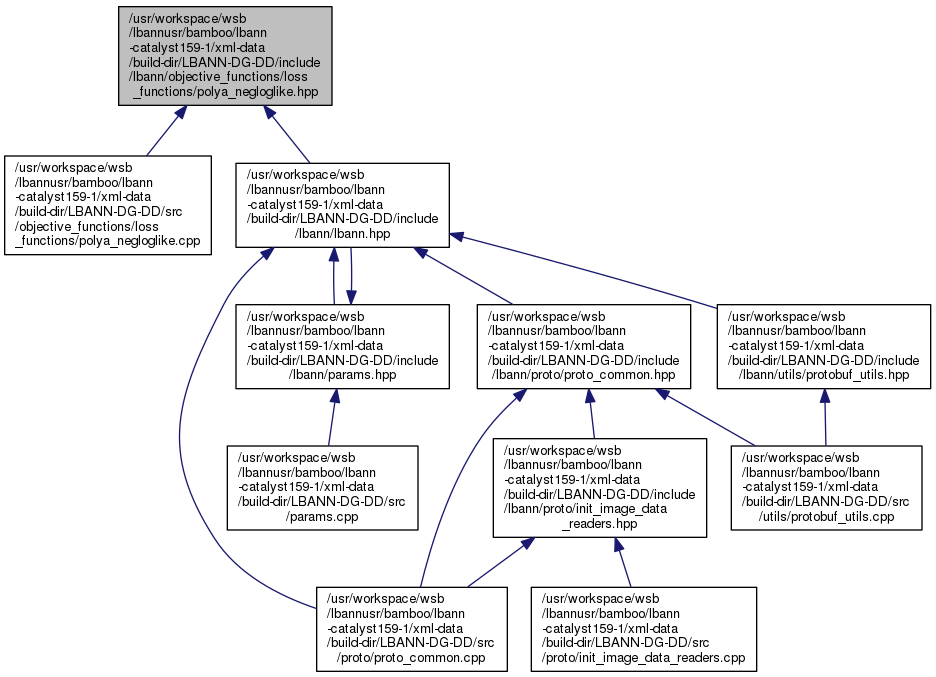 /usr/workspace/wsb
/lbannusr/bamboo/lbann
-catalyst159-1/xml-data
/build-dir/LBANN-DG-DD/include
/lbann/objective_functions/loss
_functions/polya_negloglike.hpp
/usr/workspace/wsb
/lbannusr/bamboo/lbann
-catalyst159-1/xml-data
/build-dir/LBANN-DG-DD/src
/objective_functions/loss
_functions/polya_negloglike.cpp
/usr/workspace/wsb
/lbannusr/bamboo/lbann
-catalyst159-1/xml-data
/build-dir/LBANN-DG-DD/include
/lbann/lbann.hpp
/usr/workspace/wsb
/lbannusr/bamboo/lbann
-catalyst159-1/xml-data
/build-dir/LBANN-DG-DD/include
/lbann/params.hpp
/usr/workspace/wsb
/lbannusr/bamboo/lbann
-catalyst159-1/xml-data
/build-dir/LBANN-DG-DD/include
/lbann/proto/proto_common.hpp
/usr/workspace/wsb
/lbannusr/bamboo/lbann
-catalyst159-1/xml-data
/build-dir/LBANN-DG-DD/include
/lbann/utils/protobuf_utils.hpp
/usr/workspace/wsb
/lbannusr/bamboo/lbann
-catalyst159-1/xml-data
/build-dir/LBANN-DG-DD/src
/params.cpp
/usr/workspace/wsb
/lbannusr/bamboo/lbann
-catalyst159-1/xml-data
/build-dir/LBANN-DG-DD/include
/lbann/proto/init_image_data
_readers.hpp
/usr/workspace/wsb
/lbannusr/bamboo/lbann
-catalyst159-1/xml-data
/build-dir/LBANN-DG-DD/src
/utils/protobuf_utils.cpp
/usr/workspace/wsb
/lbannusr/bamboo/lbann
-catalyst159-1/xml-data
/build-dir/LBANN-DG-DD/src
/proto/proto_common.cpp
/usr/workspace/wsb
/lbannusr/bamboo/lbann
-catalyst159-1/xml-data
/build-dir/LBANN-DG-DD/src
/proto/init_image_data_readers.cpp